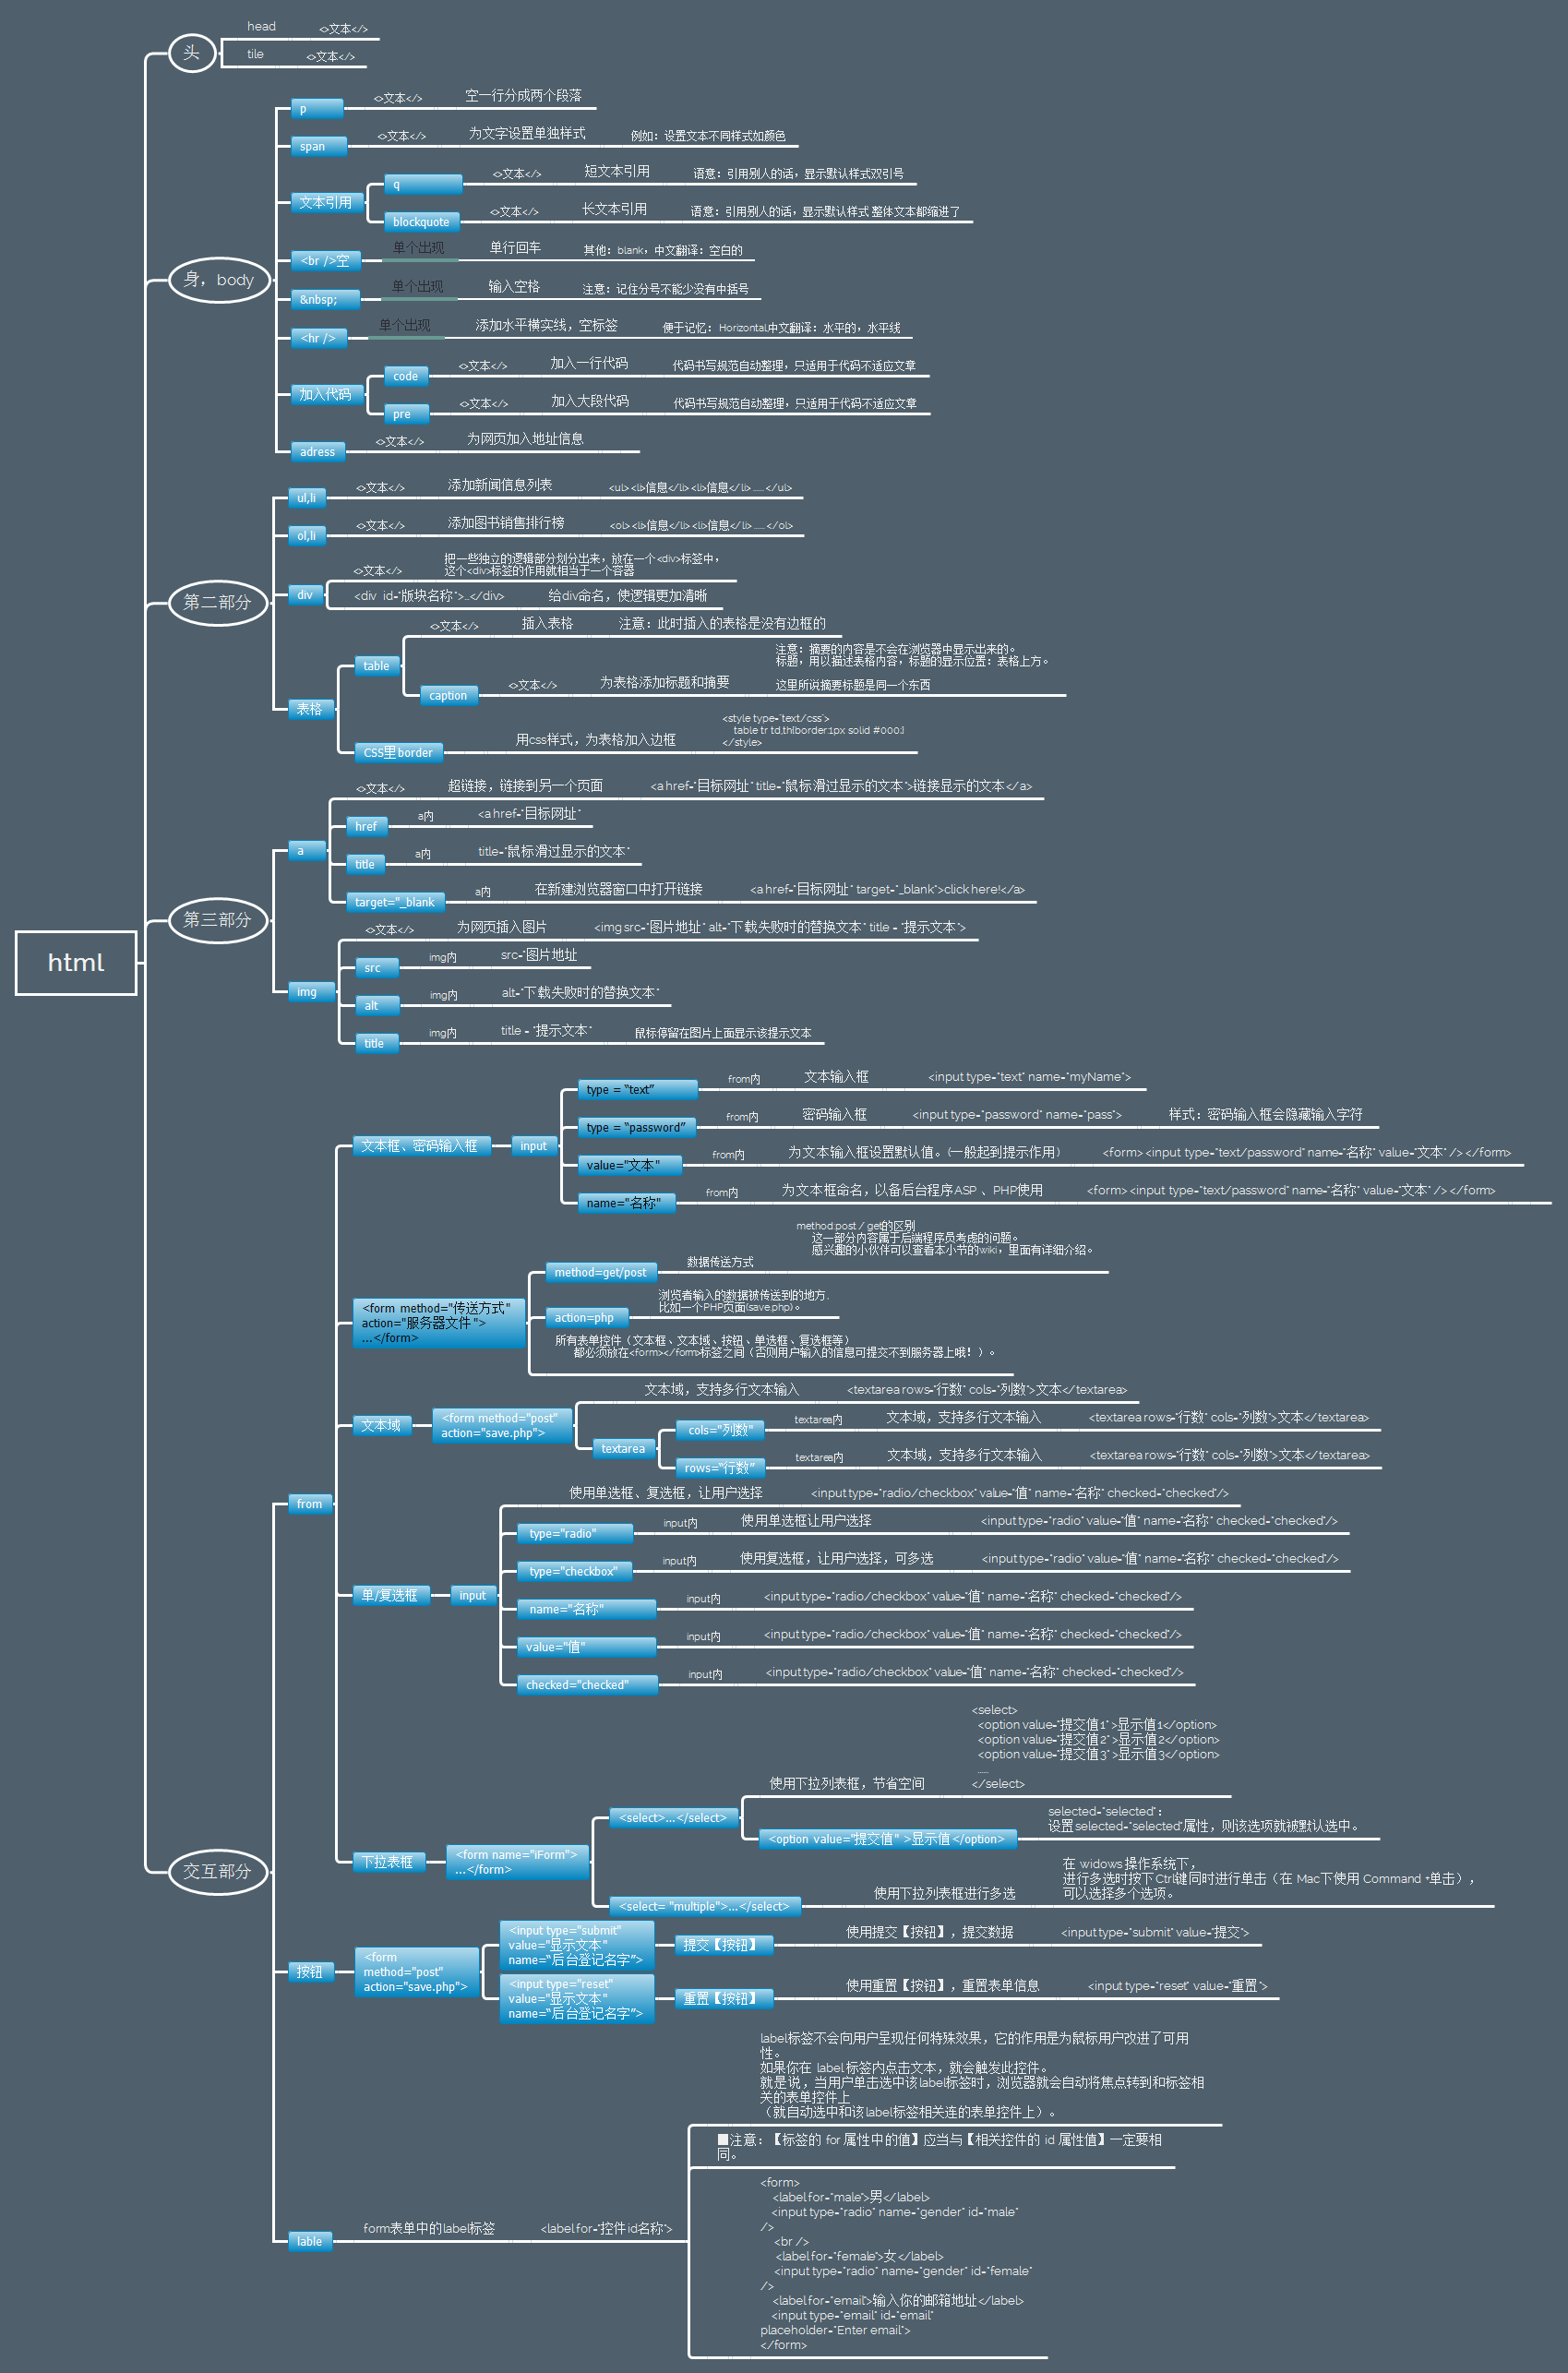 html
头
head
<>文本</>
tile
<>文本</>
身，body
p
<>文本</>
空一行分成两个段落
span
<>文本</>
为文字设置单独样式
例如：设置文本不同样式如颜色
文本引用
q
<>文本</>
短文本引用
语意：引用别人的话，显示默认样式双引号
blockquote
<>文本</>
长文本引用
语意：引用别人的话，显示默认样式 整体文本都缩进了
<br />空
单个出现
单行回车
其他：blank，中文翻译：空白的
&nbsp;
单个出现
输入空格
注意：记住分号不能少没有中括号
<hr />
单个出现
添加水平横实线，空标签
便于记忆：Horizontal中文翻译：水平的，水平线
加入代码
code
<>文本</>
加入一行代码
代码书写规范自动整理，只适用于代码不适应文章
pre
<>文本</>
加入大段代码
代码书写规范自动整理，只适用于代码不适应文章
adress
<>文本</>
为网页加入地址信息
第二部分
ul,li
<>文本</>
添加新闻信息列表
<ul><li>信息</li><li>信息</li>......</ul>
ol,li
<>文本</>
添加图书销售排行榜
<ol><li>信息</li><li>信息</li>......</ol>
div
<>文本</>
把一些独立的逻辑部分划分出来，放在一个<div>标签中，
这个<div>标签的作用就相当于一个容器
<div id="版块名称">…</div>
给div命名，使逻辑更加清晰
表格
table
<>文本</>
插入表格
注意：此时插入的表格是没有边框的
caption
<>文本</>
为表格添加标题和摘要
注意：摘要的内容是不会在浏览器中显示出来的。
标题，用以描述表格内容，标题的显示位置：表格上方。
这里所说摘要标题是同一个东西
CSS里border
用css样式，为表格加入边框
<style type="text/css">
table tr td,th{border:1px solid #000;}
</style>
第三部分
a
<>文本</>
超链接，链接到另一个页面
<a href="目标网址" title="鼠标滑过显示的文本">链接显示的文本</a>
href
a内
<a href="目标网址"
title
a内
title="鼠标滑过显示的文本"
target="_blank
a内
在新建浏览器窗口中打开链接
<a href="目标网址" target="_blank">click here!</a>
img
<>文本</>
为网页插入图片
<img src="图片地址" alt="下载失败时的替换文本" title = "提示文本">
src
img内
src="图片地址
alt
img内
alt="下载失败时的替换文本"
title
img内
title = "提示文本"
鼠标停留在图片上面显示该提示文本
交互部分
from
文本框、密码输入框
input
type = “text”
from内
文本输入框
<input type="text" name="myName">
type = “password”
from内
密码输入框
<input type="password" name="pass">
样式：密码输入框会隐藏输入字符
value="文本"
from内
为文本输入框设置默认值。(一般起到提示作用)
<form> <input type="text/password" name="名称" value="文本" /> </form>
name="名称"
from内
为文本框命名，以备后台程序ASP 、PHP使用
<form> <input type="text/password" name="名称" value="文本" /> </form>
<form method="传送方式"
action="服务器文件">
…</form>
method=get/post
数据传送方式
method:post / get的区别
这一部分内容属于后端程序员考虑的问题。
感兴趣的小伙伴可以查看本小节的wiki，里面有详细介绍。
action=php
浏览者输入的数据被传送到的地方,
比如一个PHP页面(save.php)。
所有表单控件（文本框、文本域、按钮、单选框、复选框等）
都必须放在<form></form>标签之间（否则用户输入的信息可提交不到服务器上哦！）。
文本域
<form method="post"
action="save.php">
文本域，支持多行文本输入
<textarea rows="行数" cols="列数">文本</textarea>
textarea
cols="列数"
textarea内
文本域，支持多行文本输入
<textarea rows="行数" cols="列数">文本</textarea>
rows="行数"
textarea内
文本域，支持多行文本输入
<textarea rows="行数" cols="列数">文本</textarea>
单/复选框
input
使用单选框、复选框，让用户选择
<input type="radio/checkbox" value="值" name="名称" checked="checked"/>
type="radio"
input内
使用单选框让用户选择
<input type="radio" value="值" name="名称" checked="checked"/>
type="checkbox"
input内
使用复选框，让用户选择，可多选
<input type="radio" value="值" name="名称" checked="checked"/>
name="名称"
input内
<input type="radio/checkbox" value="值" name="名称" checked="checked"/>
value="值"
input内
<input type="radio/checkbox" value="值" name="名称" checked="checked"/>
checked="checked"
input内
<input type="radio/checkbox" value="值" name="名称" checked="checked"/>
下拉表框
<form name="iForm">
…</form>
<select>…</select>
使用下拉列表框，节省空间
<select>
<option value="提交值1" >显示值1</option>
<option value="提交值2" >显示值2</option>
<option value="提交值3" >显示值3</option>
......
</select>
<option value="提交值" >显示值</option>
selected="selected"：
设置selected="selected"属性，则该选项就被默认选中。
<select= "multiple">…</select>
使用下拉列表框进行多选
在 widows 操作系统下，
进行多选时按下Ctrl键同时进行单击（在 Mac下使用 Command +单击），
可以选择多个选项。
按钮
<form
method="post"
action="save.php">
<input type="submit"
value="显示文本"
name="后台登记名字">
提交【按钮】
使用提交【按钮】，提交数据
<input type="submit" value="提交">
<input type="reset"
value="显示文本"
name="后台登记名字">
重置【按钮】
使用重置【按钮】，重置表单信息
<input type="reset" value="重置">
lable
form表单中的label标签
<label for="控件id名称">
label标签不会向用户呈现任何特殊效果，它的作用是为鼠标用户改进了可用
性。
如果你在 label 标签内点击文本，就会触发此控件。
就是说，当用户单击选中该label标签时，浏览器就会自动将焦点转到和标签相
关的表单控件上
（就自动选中和该label标签相关连的表单控件上）。
■注意：【标签的 for 属性中的值】应当与【相关控件的 id 属性值】一定要相
同。
<form>
<label for="male">男</label>
<input type="radio" name="gender" id="male"
/>
<br />
<label for="female">女</label>
<input type="radio" name="gender" id="female"
/>
<label for="email">输入你的邮箱地址</label>
<input type="email" id="email"
placeholder="Enter email">
</form>